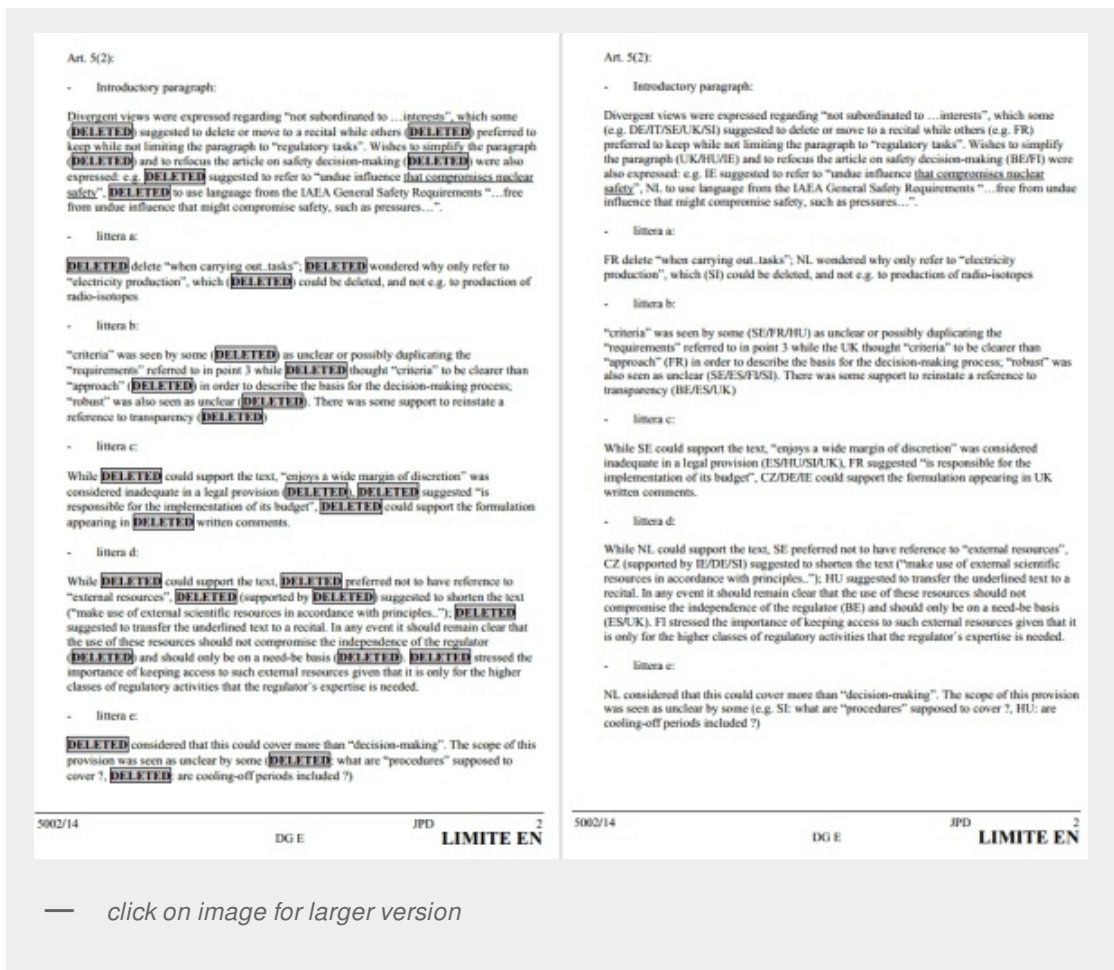 Art. 5(2):
- Introductory paragraph:
Divergent views were expressed regarding “not subordinated to …interests”, which some
(DELETED) suggested to delete or move to a recital while others (DELETED) preferred to
keep while not limiting the paragraph to “regulatory tasks”. Wishes to simplify the paragraph
(DELETED) and to refocus the article on safety decision-making (DELETED) were also
expressed: e.g. DELETED suggested to refer to “undue influence that compromises nuclear
safety”, DELETED to use language from the IAEA General Safety Requirements “…free
from undue influence that might compromise safety, such as pressures…”.
- littera a:
DELETED delete “when carrying out..tasks”; DELETED wondered why only refer to
“electricity production”, which (DELETED) could be deleted, and not e.g. to production of
radio-isotopes
- littera b:
“criteria” was seen by some (DELETED) as unclear or possibly duplicating the
“requirements” referred to in point 3 while DELETED thought “criteria” to be clearer than
“approach” (DELETED) in order to describe the basis for the decision-making process;
“robust” was also seen as unclear (DELETED). There was some support to reinstate a
reference to transparency (DELETED)
- littera c:
While DELETED could support the text, “enjoys a wide margin of discretion” was
considered inadequate in a legal provision (DELETED), DELETED suggested “is
responsible for the implementation of its budget”, DELETED could support the formulation
appearing in DELETED written comments.
- littera d:
While DELETED could support the text, DELETED preferred not to have reference to
“external resources”, DELETED (supported by DELETED) suggested to shorten the text
(“make use of external scientific resources in accordance with principles..”); DELETED
suggested to transfer the underlined text to a recital. In any event it should remain clear that
the use of these resources should not compromise the independence of the regulator
(DELETED) and should only be on a need-be basis (DELETED). DELETED stressed the
importance of keeping access to such external resources given that it is only for the higher
classes of regulatory activities that the regulator’s expertise is needed.
- littera e:
DELETED considered that this could cover more than “decision-making”. The scope of this
provision was seen as unclear by some (DELETED: what are “procedures” supposed to
cover ?, DELETED: are cooling-off periods included ?)
5002/14 JPD 2
DG E LIMITE EN
Art. 5(2):
- Introductory paragraph:
Divergent views were expressed regarding “not subordinated to …interests”, which some
(e.g. DE/IT/SE/UK/SI) suggested to delete or move to a recital while others (e.g. FR)
preferred to keep while not limiting the paragraph to “regulatory tasks”. Wishes to simplify
the paragraph (UK/HU/IE) and to refocus the article on safety decision-making (BE/FI) were
also expressed: e.g. IE suggested to refer to “undue influence that compromises nuclear
safety”, NL to use language from the IAEA General Safety Requirements “…free from undue
influence that might compromise safety, such as pressures…”.
- littera a:
FR delete “when carrying out..tasks”; NL wondered why only refer to “electricity
production”, which (SI) could be deleted, and not e.g. to production of radio-isotopes
- littera b:
“criteria” was seen by some (SE/FR/HU) as unclear or possibly duplicating the
“requirements” referred to in point 3 while the UK thought “criteria” to be clearer than
“approach” (FR) in order to describe the basis for the decision-making process; “robust” was
also seen as unclear (SE/ES/FI/SI). There was some support to reinstate a reference to
transparency (BE/ES/UK)
- littera c:
While SE could support the text, “enjoys a wide margin of discretion” was considered
inadequate in a legal provision (ES/HU/SI/UK), FR suggested “is responsible for the
implementation of its budget”, CZ/DE/IE could support the formulation appearing in UK
written comments.
- littera d:
While NL could support the text, SE preferred not to have reference to “external resources”,
CZ (supported by IE/DE/SI) suggested to shorten the text (“make use of external scientific
resources in accordance with principles..”); HU suggested to transfer the underlined text to a
recital. In any event it should remain clear that the use of these resources should not
compromise the independence of the regulator (BE) and should only be on a need-be basis
(ES/UK). FI stressed the importance of keeping access to such external resources given that it
is only for the higher classes of regulatory activities that the regulator’s expertise is needed.
- littera e:
NL considered that this could cover more than “decision-making”. The scope of this provision
was seen as unclear by some (e.g. SI: what are “procedures” supposed to cover ?, HU: are
cooling-off periods included ?)
5002/14 JPD 2
DG E LIMITE EN
— click on image for larger version